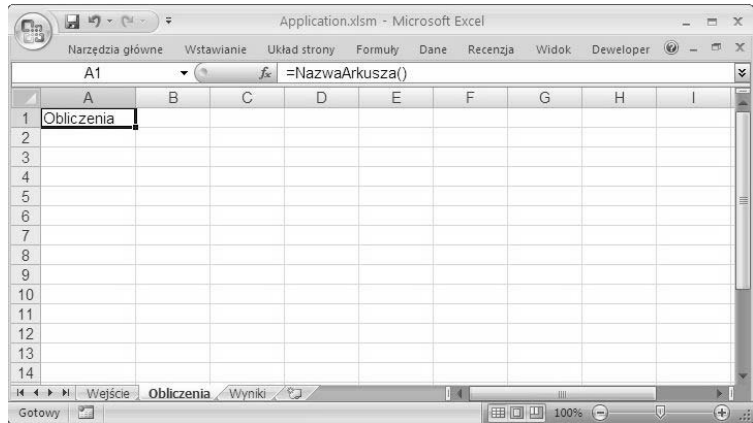 Application.xlsm - Microsoft Excel
Narzędzia główne Wstawianie Układ strony Formuły Dane Recenzja Widok Deweloper
A1 fx =NazwaArkusza()
A B C D E F G H I
1 Obliczenia
2
3
4
5
6
7
8
9
10
11
12
13
14
Wejście Obliczenia Wyniki
Gotowy 100%